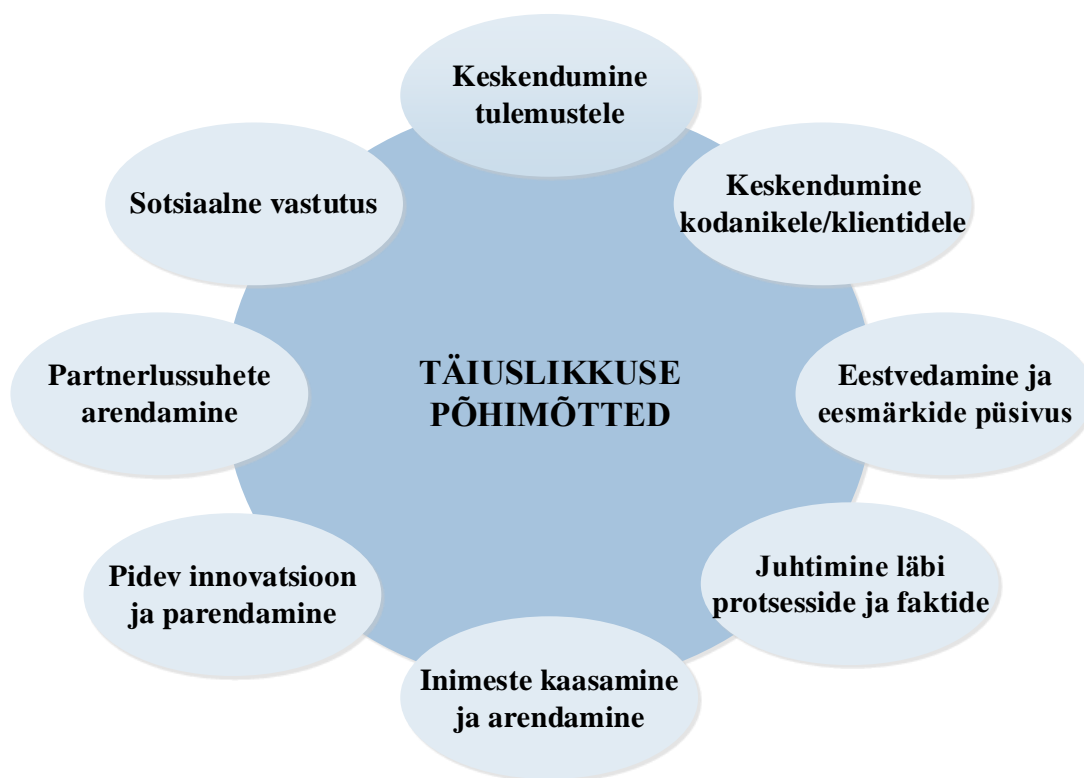 Keskendumine
tulemustele
Keskendumine
kodanikele/klientidele
Eestvedamine ja
eesmärkide püsivus
Juhtimine läbi
protsesside ja faktide
Inimeste kaasamine
ja arendamine
Pidev innovatsioon
ja parendamine
Partnerlussuhete
arendamine
Sotsiaalne vastutus
TÄIUSLIKKUSE
PÕHIMÕTTED